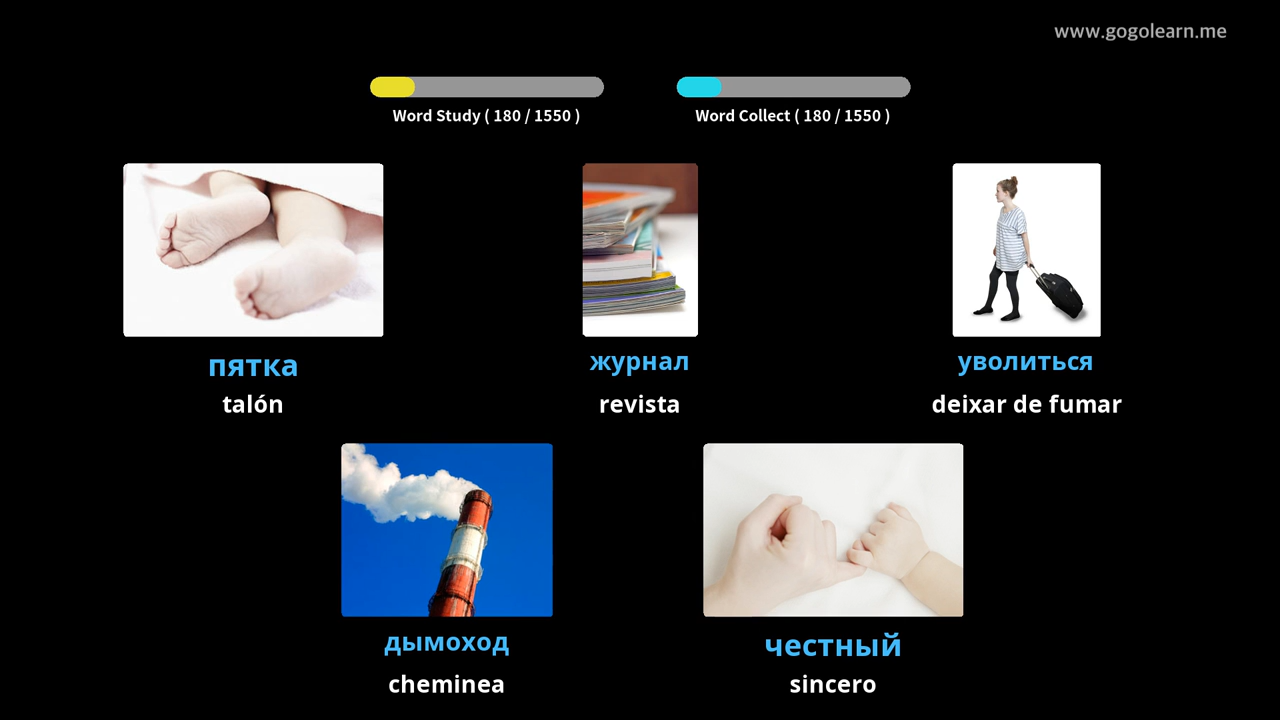 www.gogolearn.me
Word Study ( 180 / 1550 )
Word Collect ( 180 / 1550 )
пятка
talón
журнал
revista
уволиться
deixar de fumar
дымоход
cheminea
честный
sincero